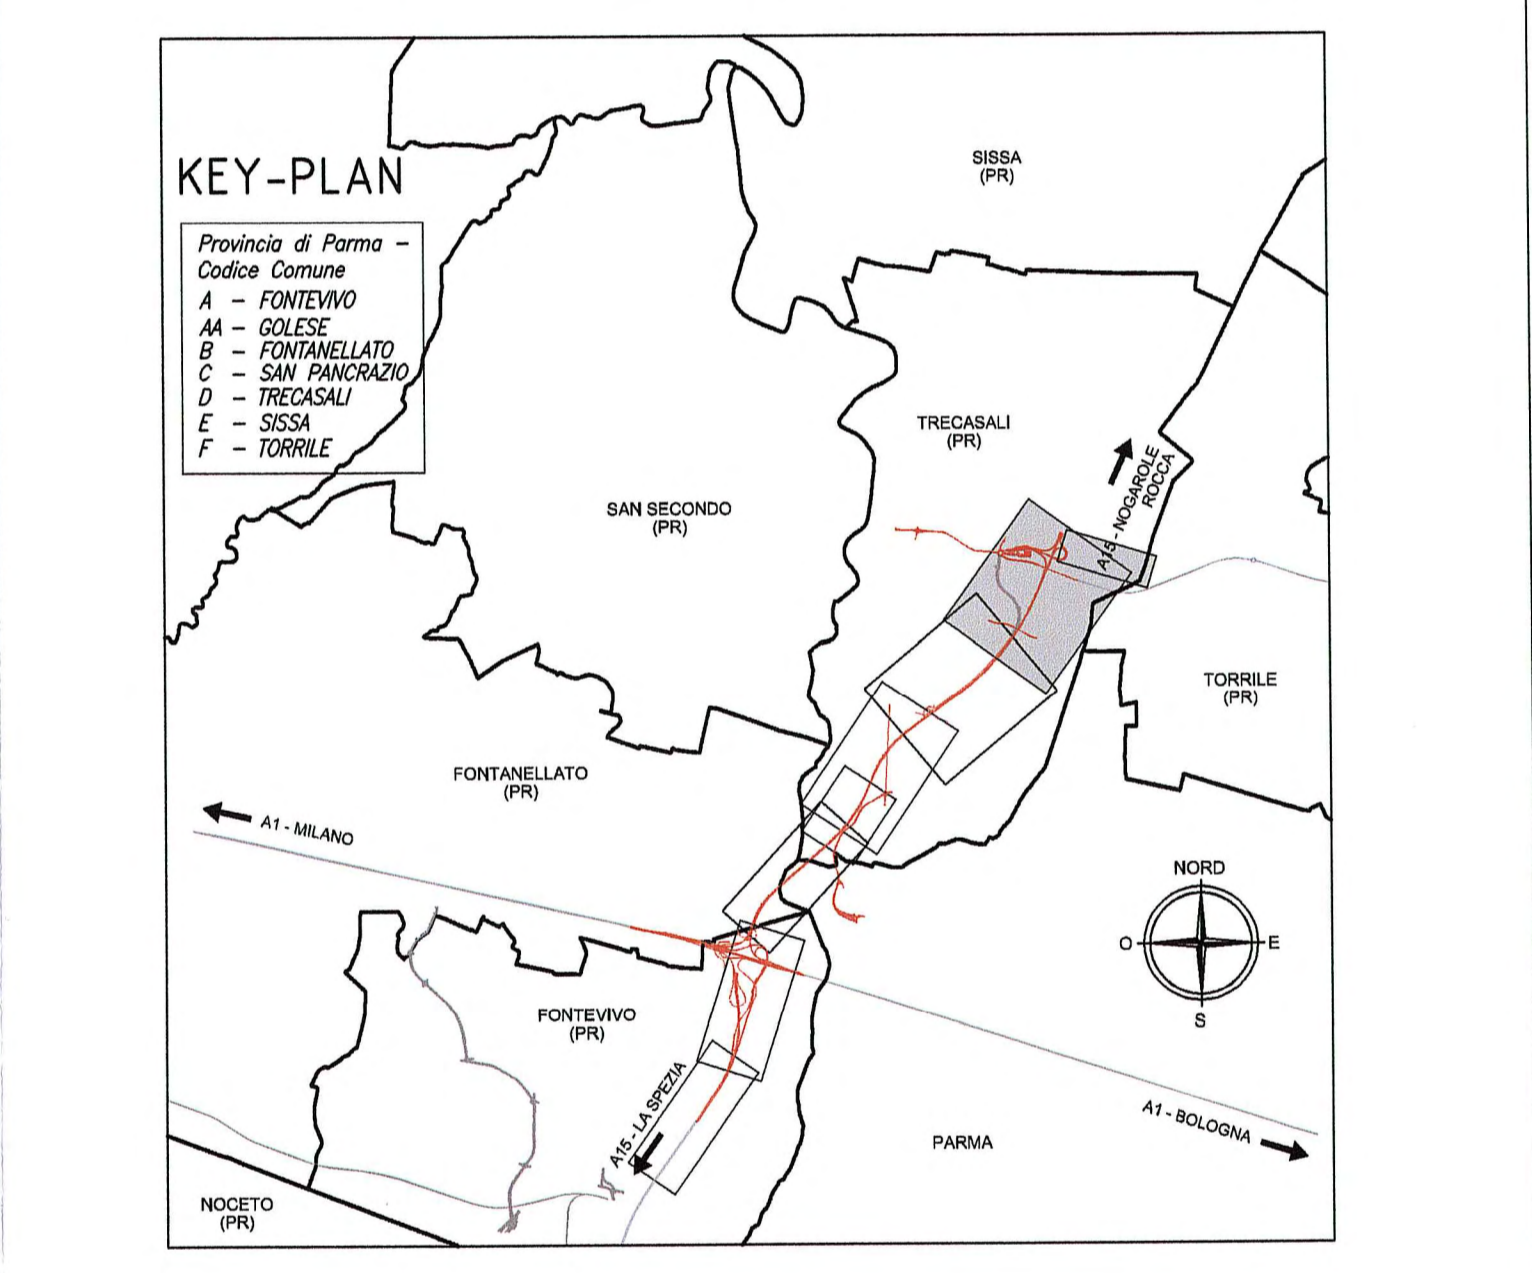 SISSA
(PR)
KEY-PLAN
Provincia di Parma -
Codice Comune
A - FONTEVIVO
AA - GOLESE
B - FONTANELLATO
C - SAN PANCRAZIO
D - TRECASALI
E - SISSA
F - TORRILE
TRECASALI
(PR)
A15 - NOGAROLE
ROCCA
SAN SECONDO
(PR)
TORRILE
(PR)
FONTANELLATO
(PR)
A1 - MILANO
NORD
O
E
S
FONTEVIVO
(PR)
A15 - LA SPEZIA
A1 - BOLOGNA
PARMA
NOCETO
(PR)